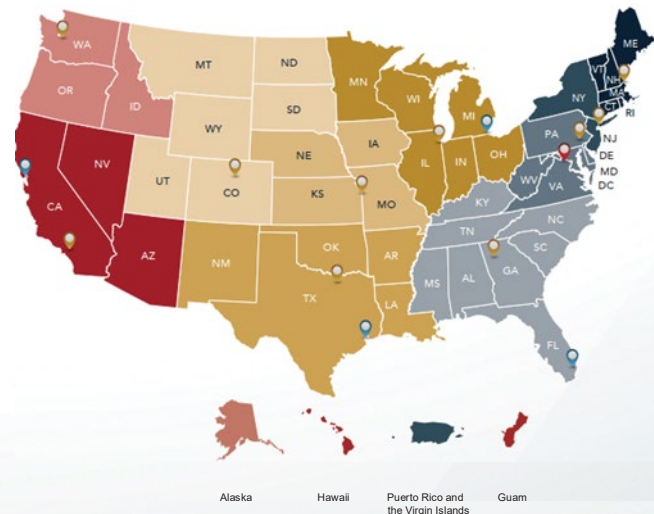 WA
MT
ND
MN
ME
VT
NH
OR
ID
SD
WI
MI
NY
MA
CT
RI
WY
IA
PA
NJ
NV
NE
IL
IN
OH
DE
UT
CO
WV
MD
VA
DC
CA
KS
MO
KY
NC
TN
AZ
NM
OK
AR
SC
MS
AL
GA
TX
LA
FL
Alaska
Hawaii
Puerto Rico and
the Virgin Islands
Guam